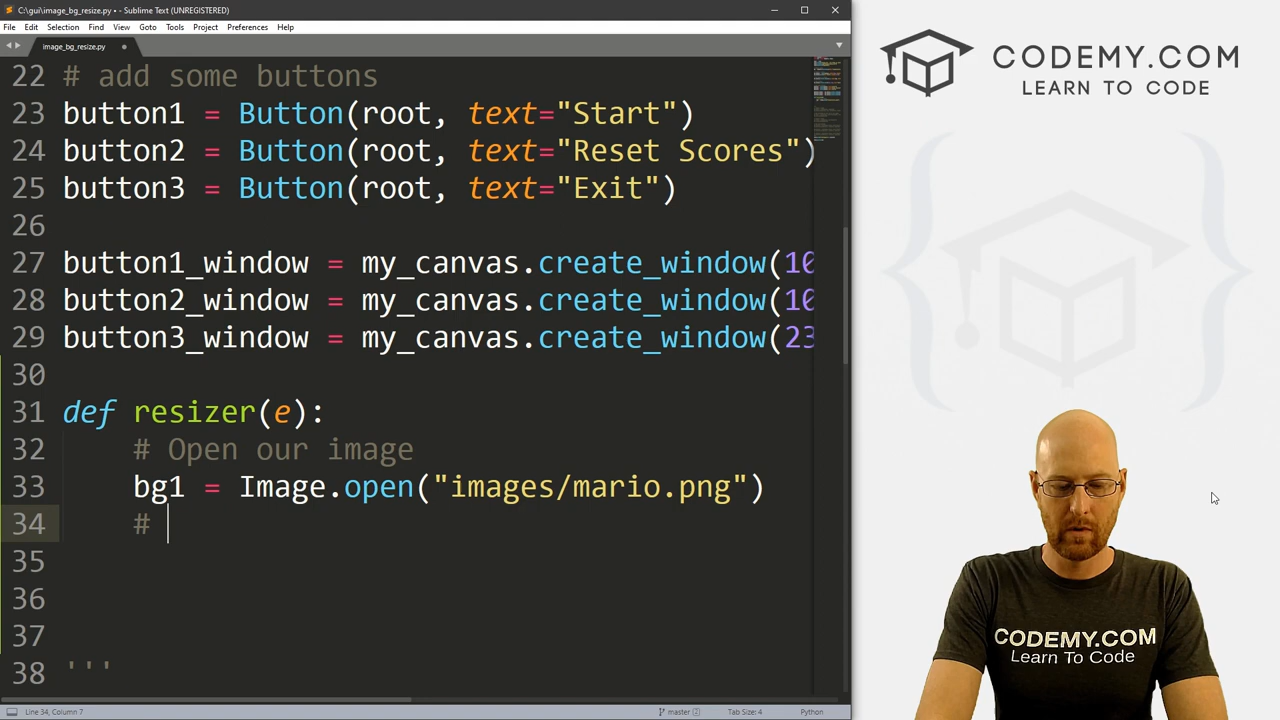 C:\gui\image_bg_resize.py • - Sublime Text (UNREGISTERED)
File Edit Selection Find View Goto Tools Project Preferences Help
image_bg_resize.py
22 # add some buttons
23 button1 = Button(root, text="Start")
24 button2 = Button(root, text="Reset Scores")
25 button3 = Button(root, text="Exit")
26
27 button1_window = my_canvas.create_window(10
28 button2_window = my_canvas.create_window(10
29 button3_window = my_canvas.create_window(23
30
31 def resizer(e):
32 # Open our image
33 bg1 = Image.open("images/mario.png")
34 #
35
36
37
38 '''
Line 34, Column 7 master 2 Tab Size: 4 Python
CODEMY.COM
LEARN TO CODE
CODEMY.COM
Learn To Code